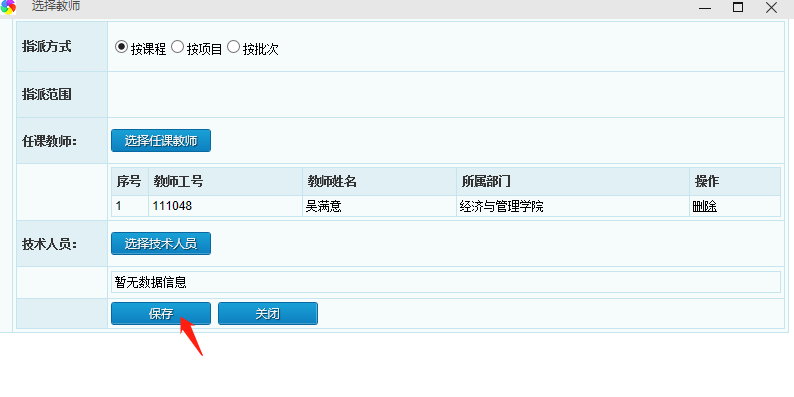 选择教师
指派方式 按课程 按项目 按批次
指派范围
任课教师： 选择任课教师
序号 教师工号 教师姓名 所属部门 操作
1 111048 吴满意 经济与管理学院 删除
技术人员： 选择技术人员
暂无数据信息
保存 关闭